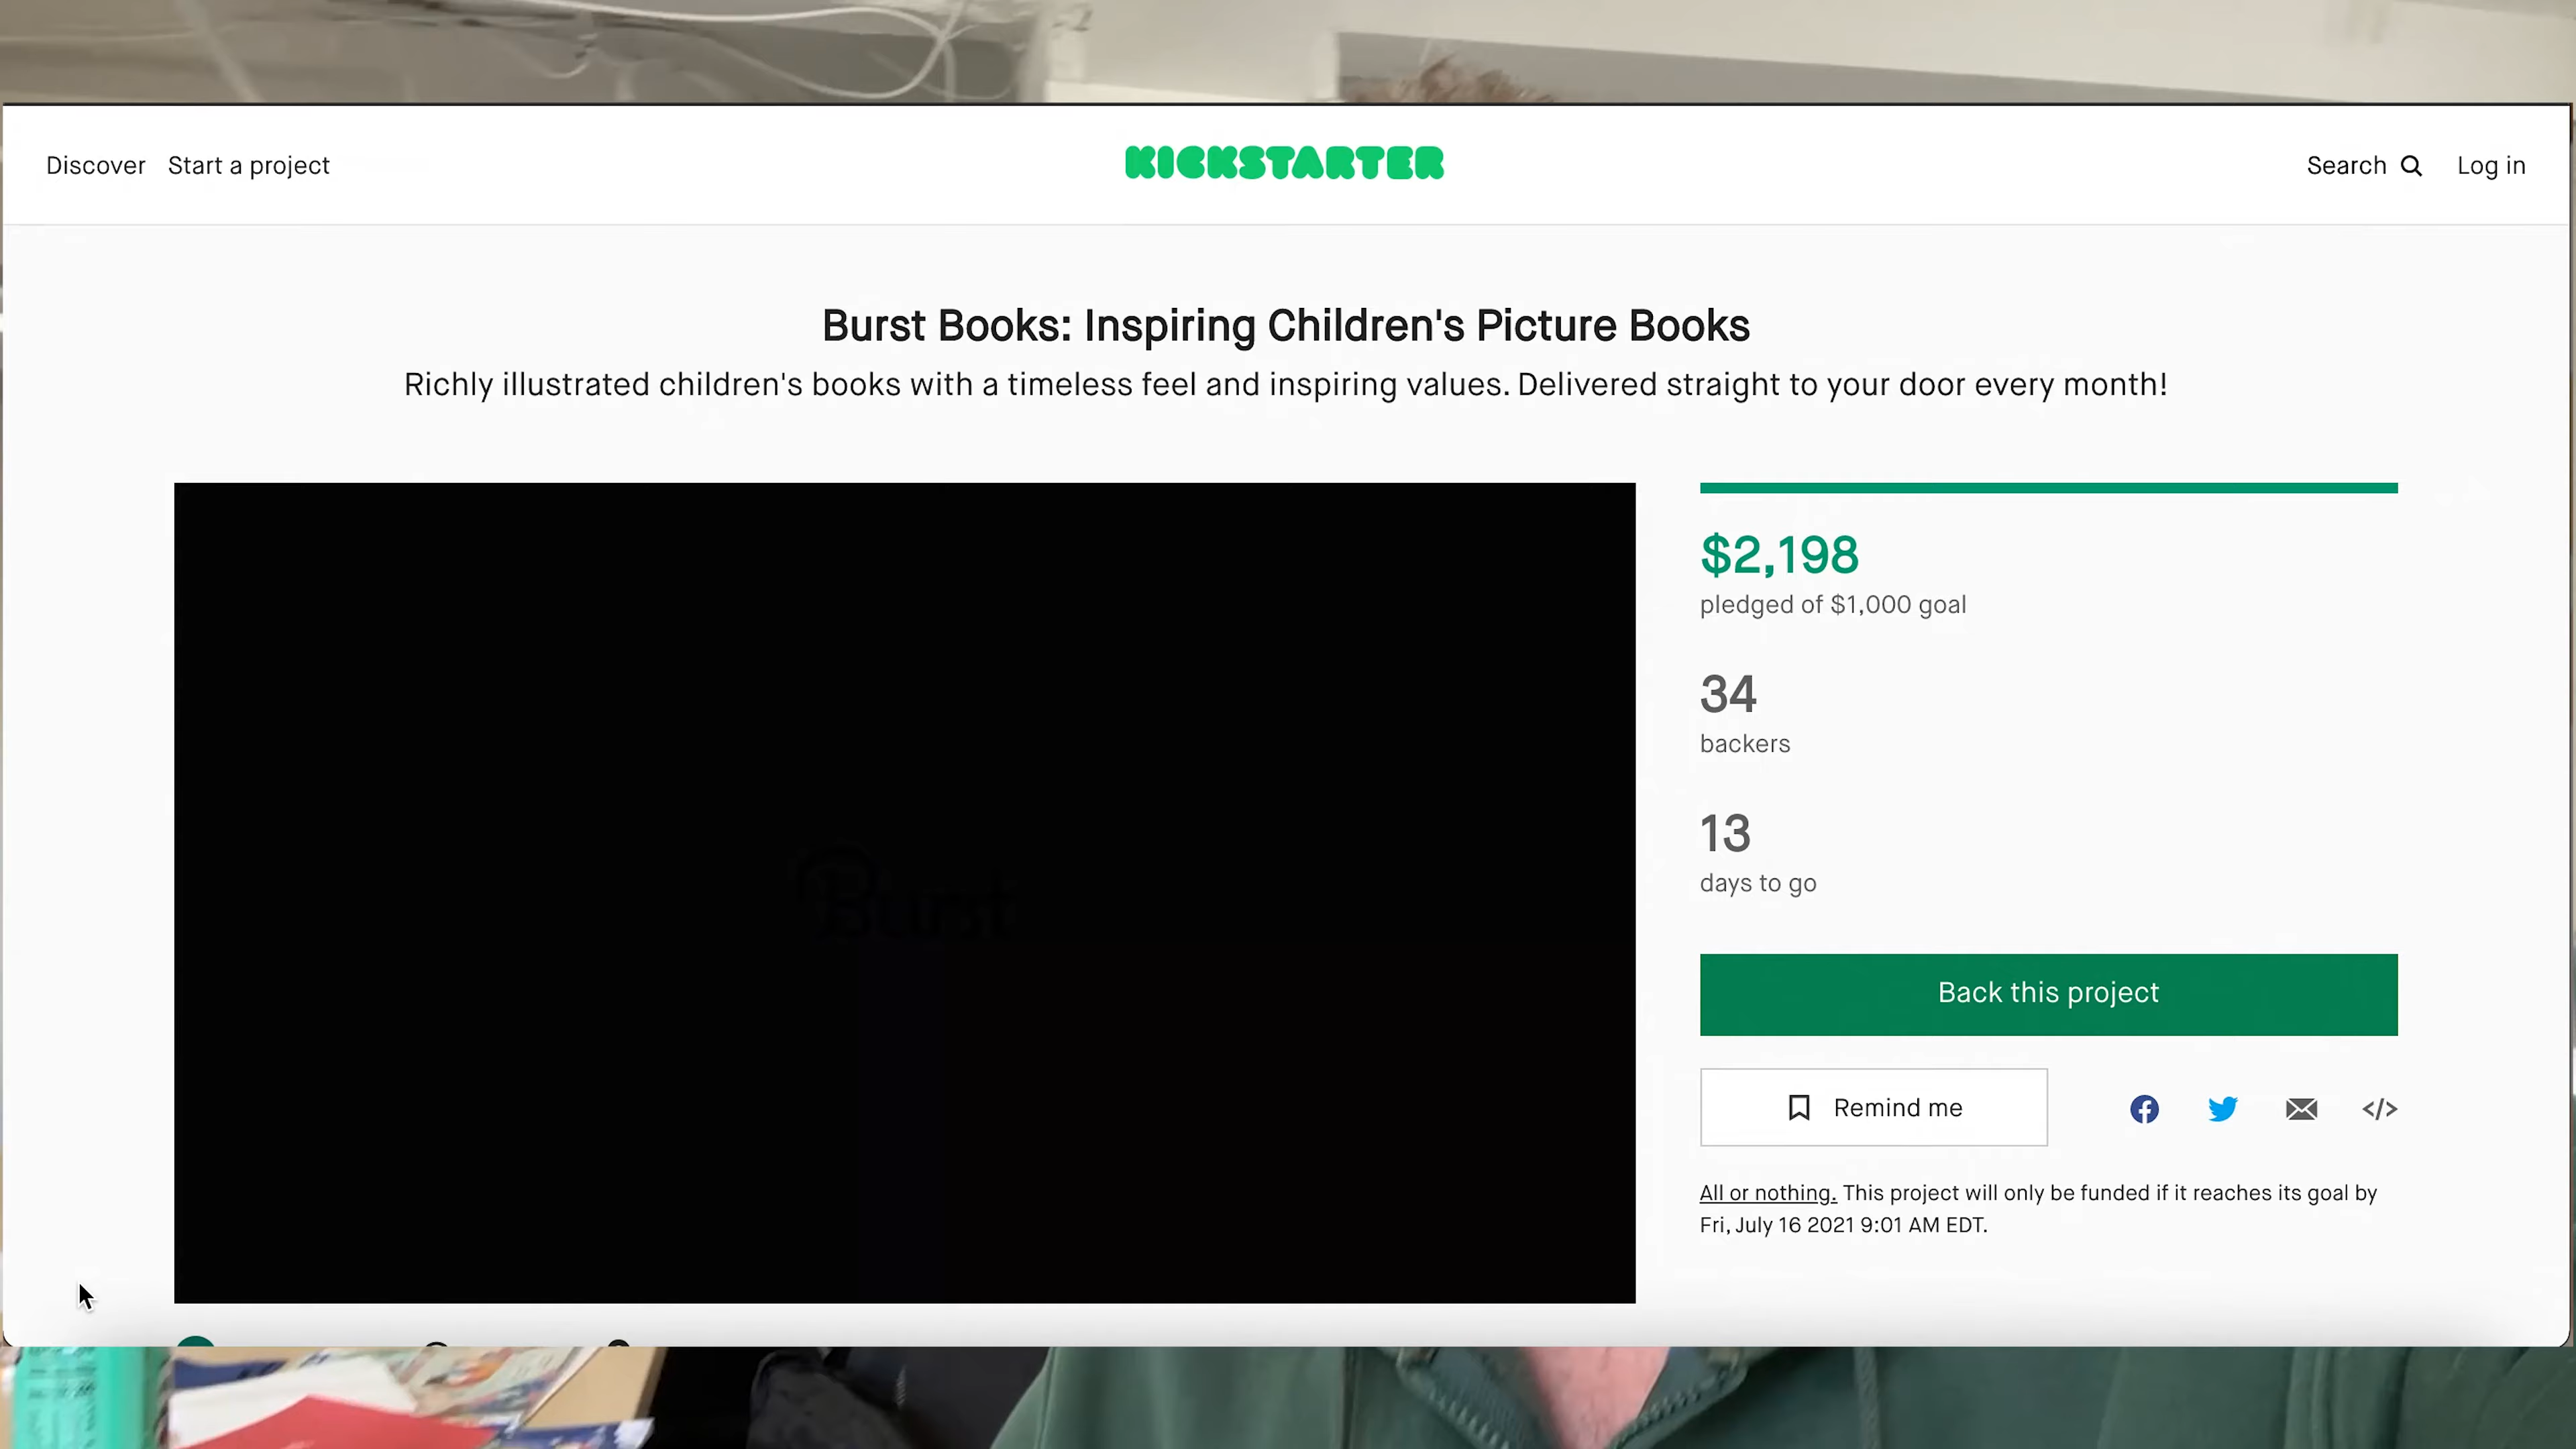 Discover Start a project
KICKSTARTER
Search Log in
Burst Books: Inspiring Children's Picture Books
Richly illustrated children's books with a timeless feel and inspiring values. Delivered straight to your door every month!
$2,198
pledged of $1,000 goal
34
backers
13
days to go
Burst
Back this project
Remind me
All or nothing. This project will only be funded if it reaches its goal by
Fri, July 16 2021 9:01 AM EDT.